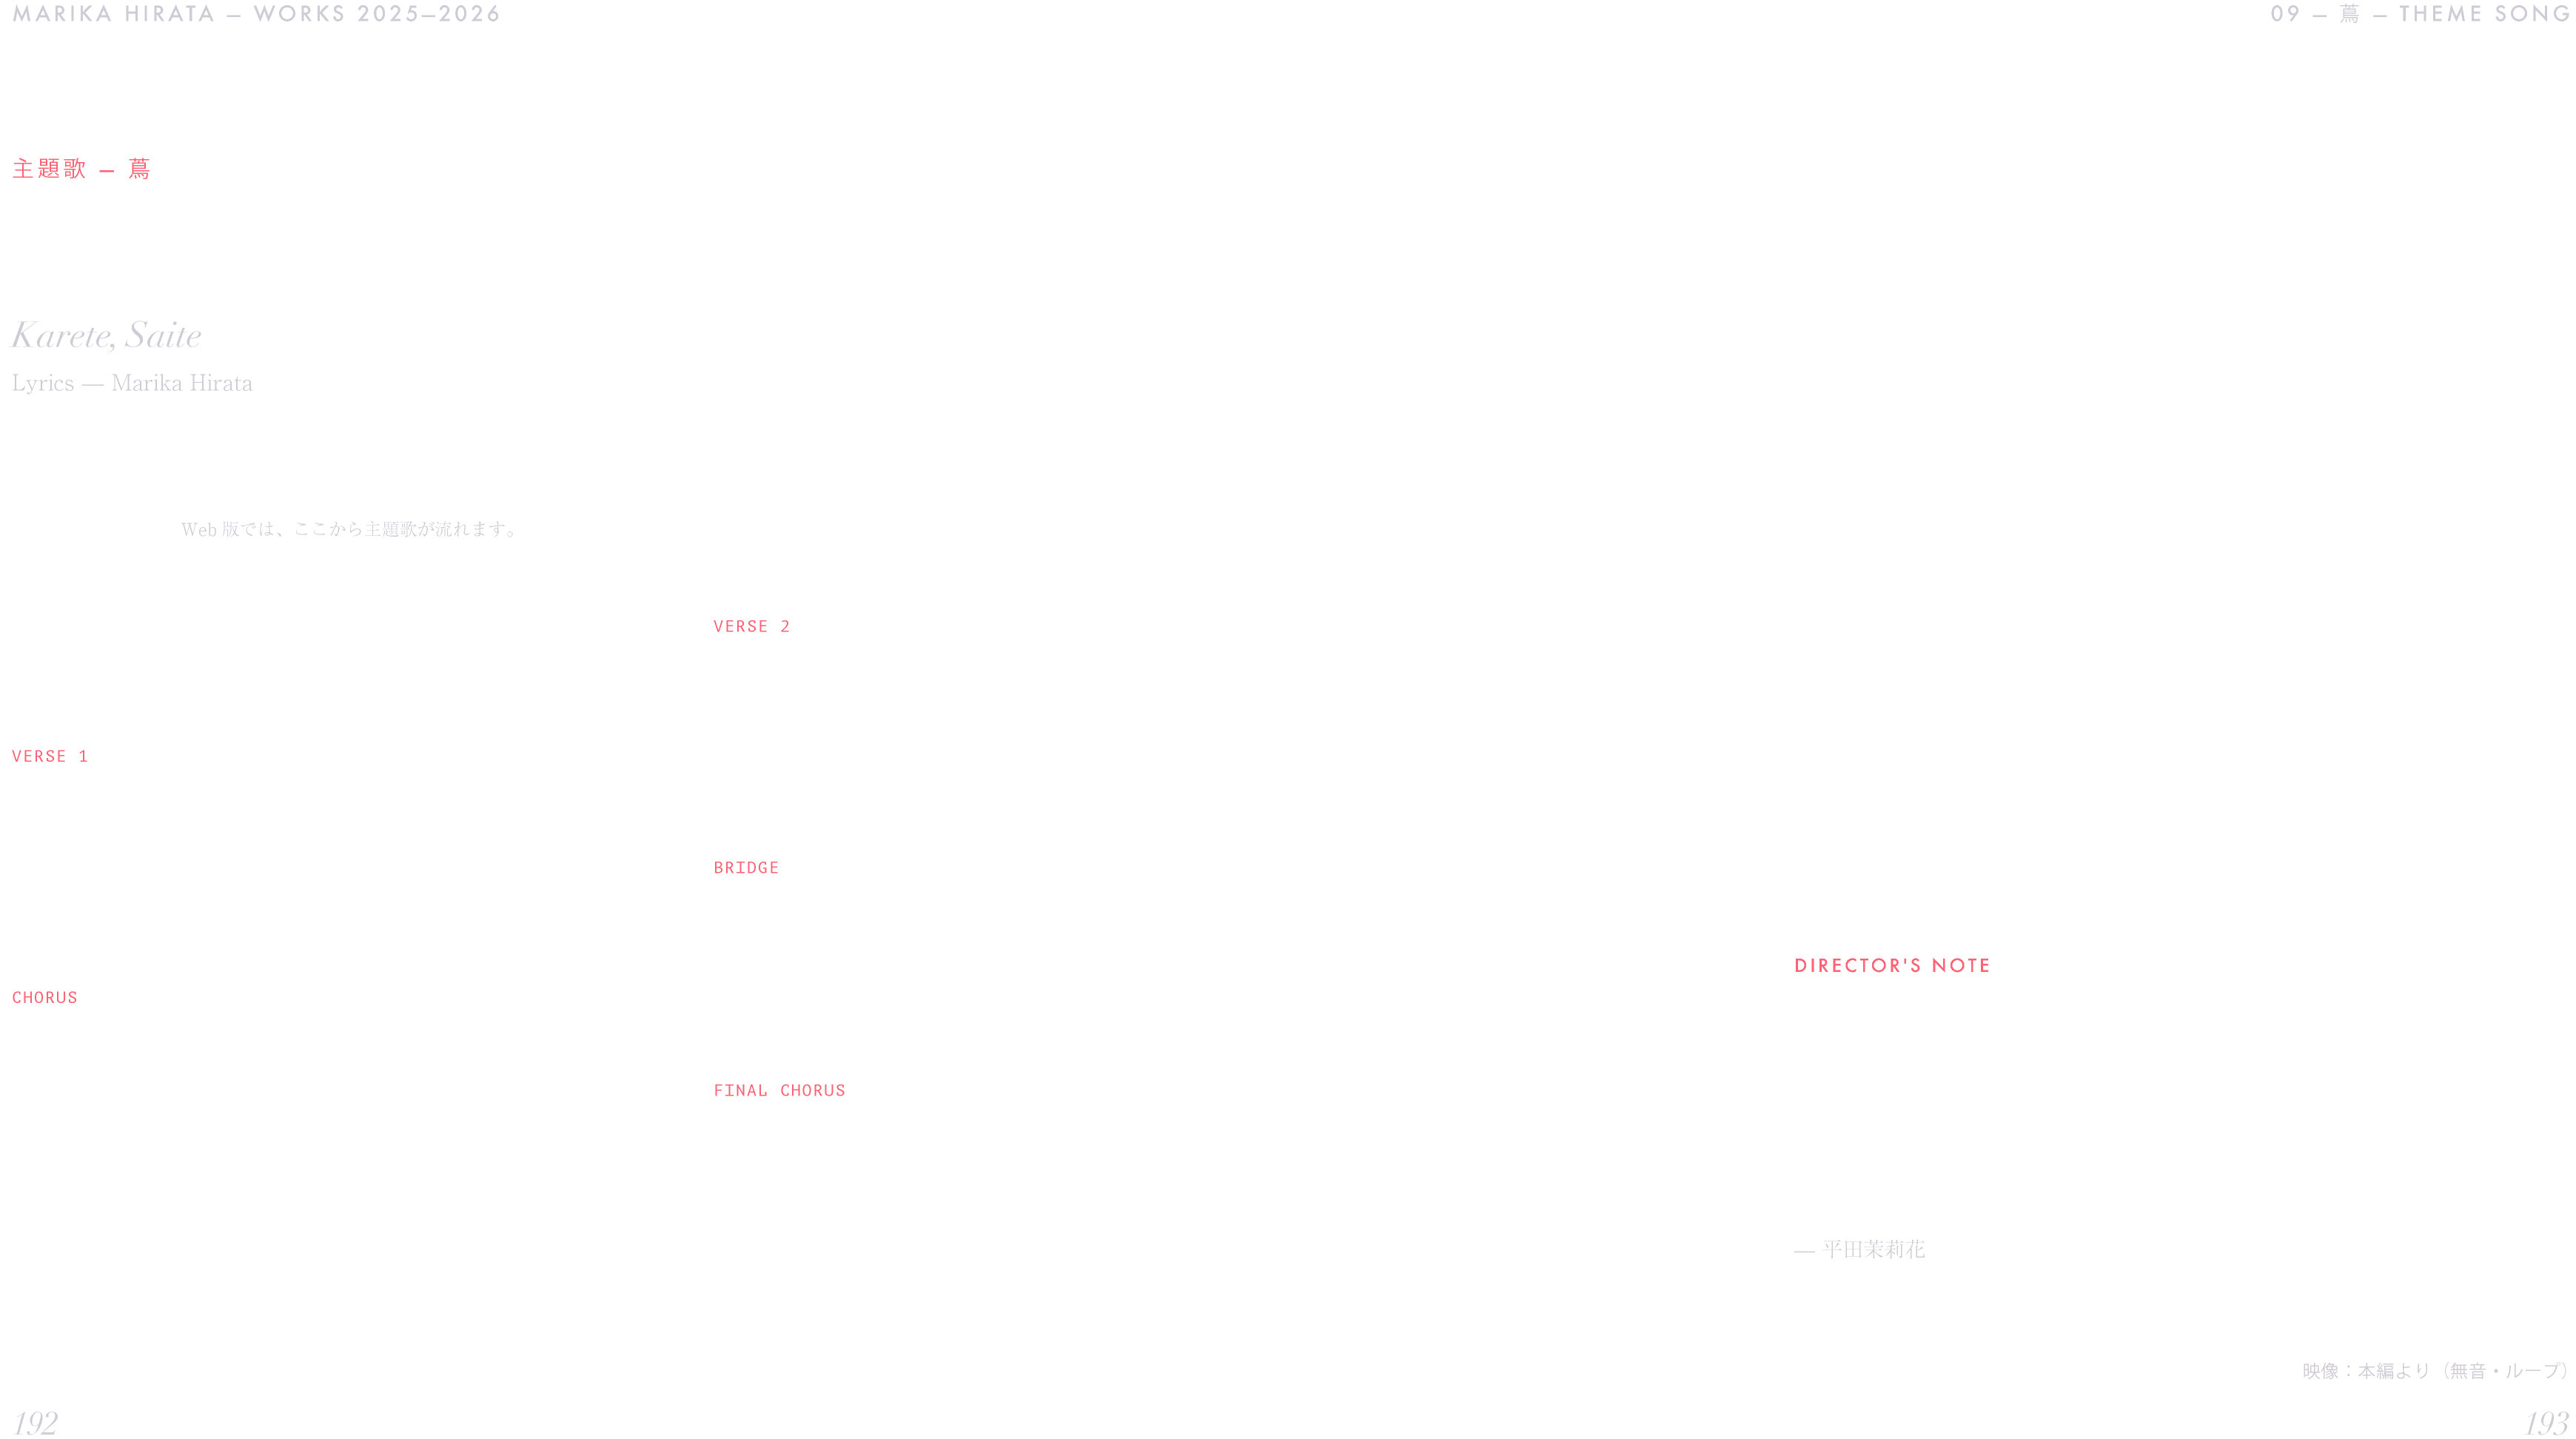 MARIKA HIRATA — WORKS 2025—2026
09 — 蔦 — THEME SONG
主題歌 — 蔦
Karete, Saite
Lyrics — Marika Hirata
Web 版では、ここから主題歌が流れます。
VERSE 1
CHORUS
VERSE 2
BRIDGE
FINAL CHORUS
DIRECTOR'S NOTE
— 平田茉莉花
映像：本編より（無音・ループ）
192
193